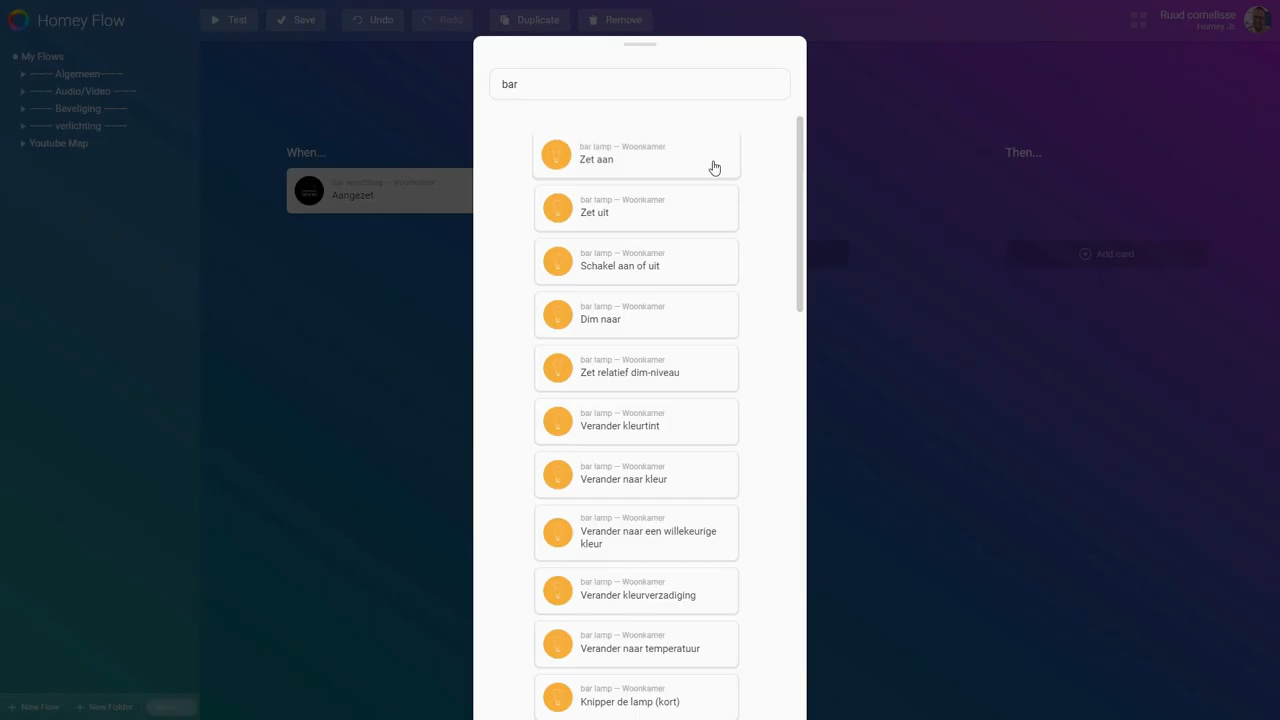 Homey Flow
Test
Save
Undo
Redo
Duplicate
Remove
Ruud cornelisse
Homey Jr.
My Flows
Algemeen
Audio/Video
Beveliging
verlichting
Youtube Map
bar
When...
Then...
bar verlichting — Woonkamer
Aangezet
Add card
bar lamp — Woonkamer
Zet aan
bar lamp — Woonkamer
Zet uit
bar lamp — Woonkamer
Schakel aan of uit
bar lamp — Woonkamer
Dim naar
bar lamp — Woonkamer
Zet relatief dim-niveau
bar lamp — Woonkamer
Verander kleurtint
bar lamp — Woonkamer
Verander naar kleur
bar lamp — Woonkamer
Verander naar een willekeurige
kleur
bar lamp — Woonkamer
Verander kleurverzadiging
bar lamp — Woonkamer
Verander naar temperatuur
bar lamp — Woonkamer
Knipper de lamp (kort)
New Flow
New Folder